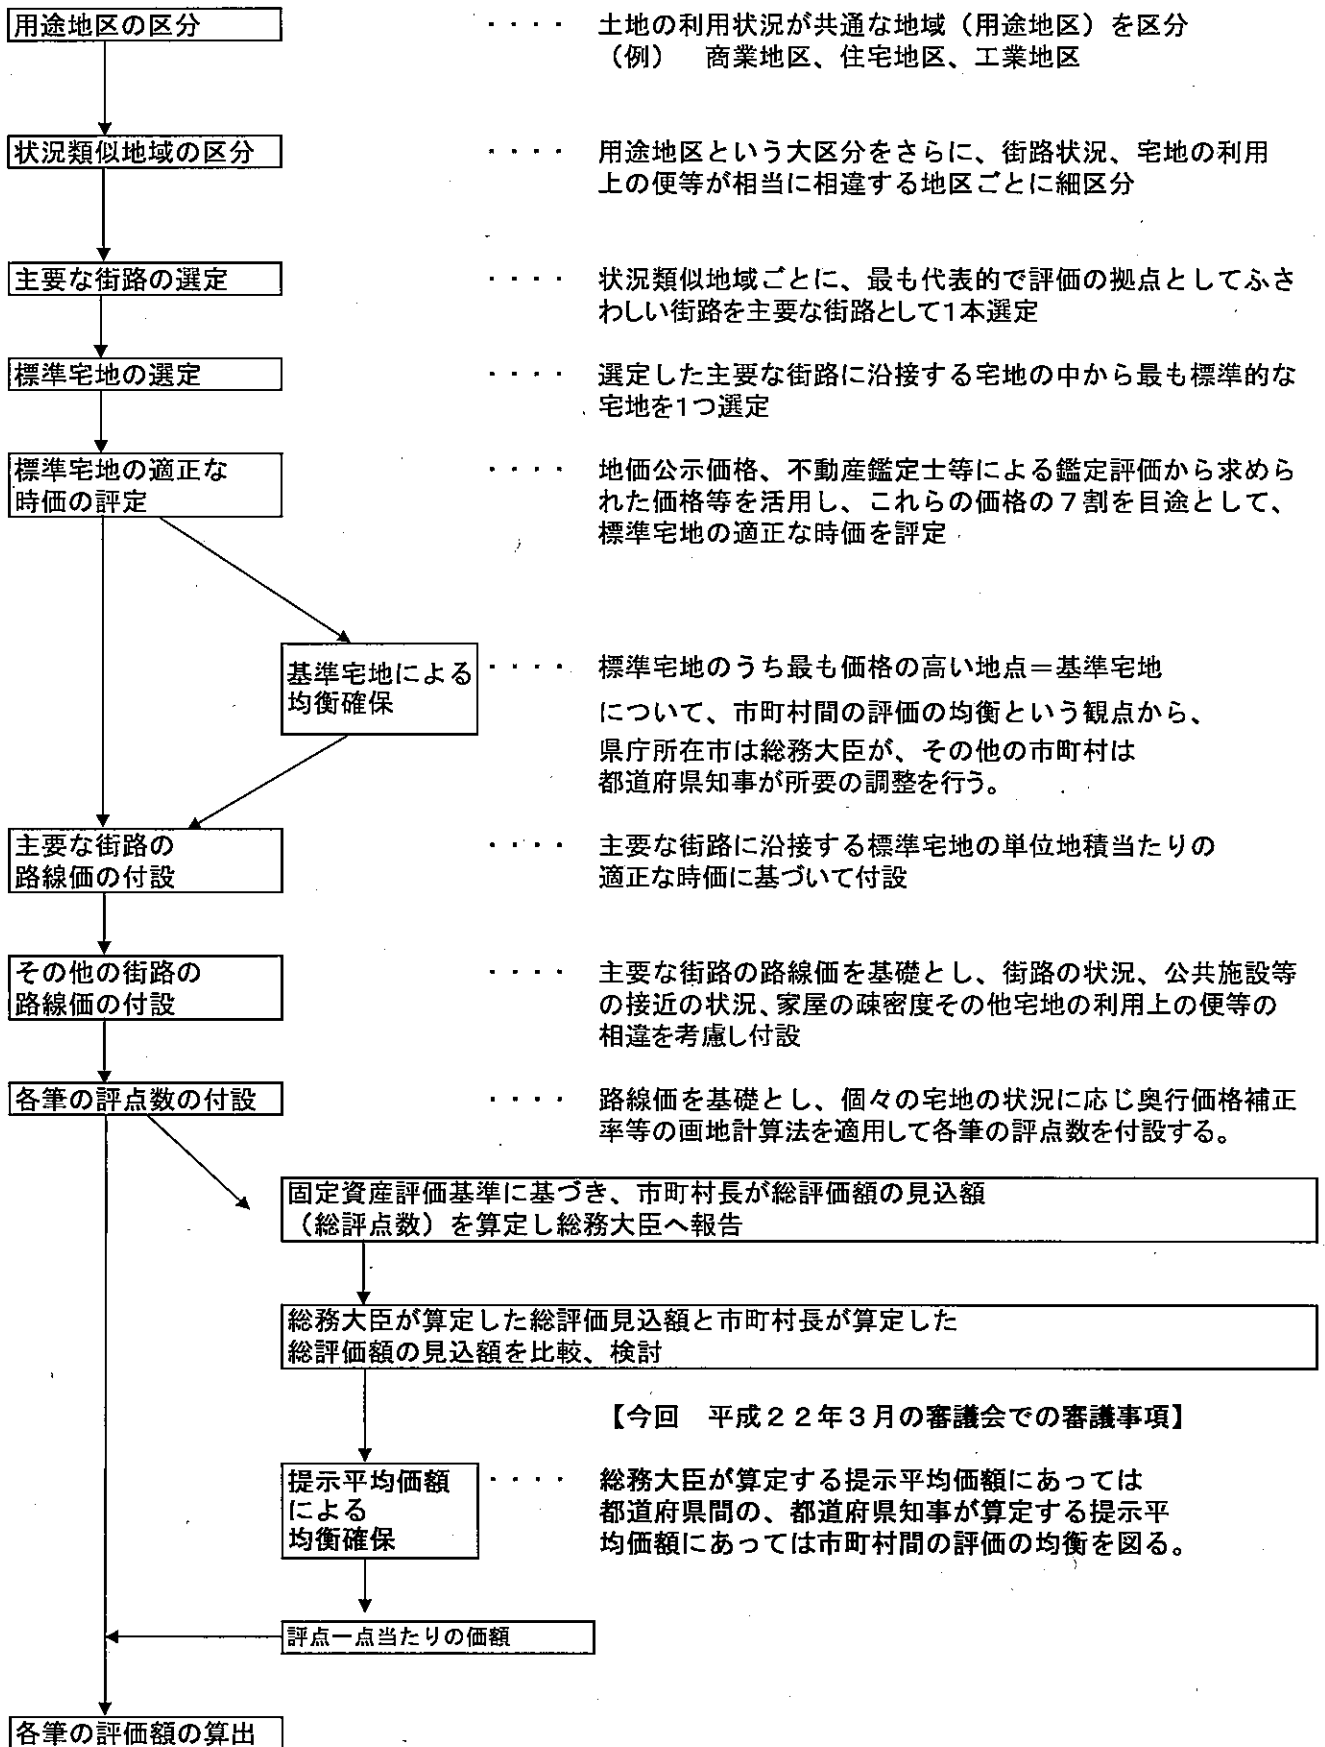 用途地区の区分
・・・・ 土地の利用状況が共通な地域（用途地区）を区分
（例） 商業地区、住宅地区、工業地区
状況類似地域の区分
・・・・ 用途地区という大区分をさらに、街路状況、宅地の利用
上の便等が相当に相違する地区ごとに細区分
主要な街路の選定
・・・・ 状況類似地域ごとに、最も代表的で評価の拠点としてふさ
わしい街路を主要な街路として1本選定
標準宅地の選定
・・・・ 選定した主要な街路に沿接する宅地の中から最も標準的な
宅地を1つ選定
標準宅地の適正な
時価の評定
・・・・ 地価公示価格、不動産鑑定士等による鑑定評価から求めら
れた価格等を活用し、これらの価格の７割を目途として、
標準宅地の適正な時価を評定
基準宅地による
均衡確保
・・・・ 標準宅地のうち最も価格の高い地点＝基準宅地
について、市町村間の評価の均衡という観点から、
県庁所在市は総務大臣が、その他の市町村は
都道府県知事が所要の調整を行う。
主要な街路の
路線価の付設
・・・・ 主要な街路に沿接する標準宅地の単位地積当たりの
適正な時価に基づいて付設
その他の街路の
路線価の付設
・・・・ 主要な街路の路線価を基礎とし、街路の状況、公共施設等
の接近の状況、家屋の疎密度その他宅地の利用上の便等の
相違を考慮し付設
各筆の評点数の付設
・・・・ 路線価を基礎とし、個々の宅地の状況に応じ奥行価格補正
率等の画地計算法を適用して各筆の評点数を付設する。
固定資産評価基準に基づき、市町村長が総評価額の見込額
（総評点数）を算定し総務大臣へ報告
総務大臣が算定した総評価見込額と市町村長が算定した
総評価額の見込額を比較、検討
【今回 平成２２年３月の審議会での審議事項】
提示平均価額
による
均衡確保
・・・・ 総務大臣が算定する提示平均価額にあっては
都道府県間の、都道府県知事が算定する提示平
均価額にあっては市町村間の評価の均衡を図る。
評点一点当たりの価額
各筆の評価額の算出